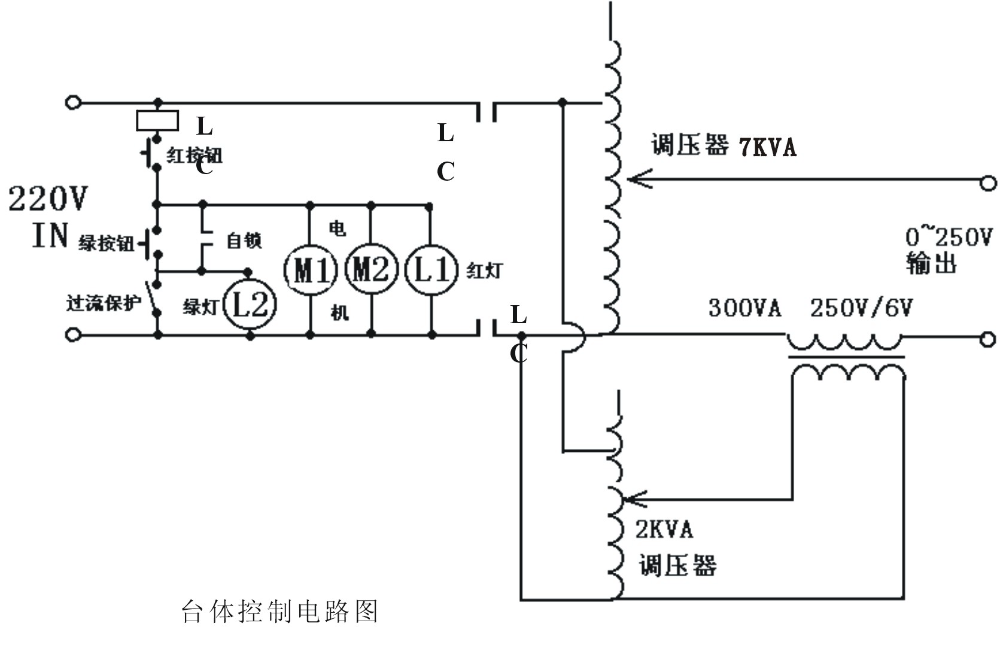 L
C
红按钮
L
C
调压器 7KVA
220V
IN
绿按钮
自锁
电
机
M1
M2
L1
红灯
0~250V
输出
过流保护
绿灯
L2
L
C
300VA
250V/6V
2KVA
调压器
台体控制电路图